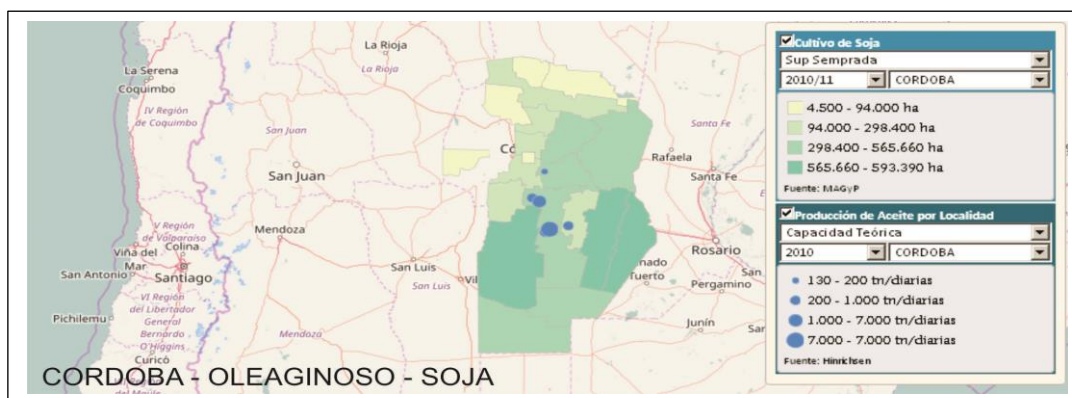 La Rioja
La Rioja
La Serena
Coquimbo
IV Región
de Coquimbo
San Juan
San Juan
Santa Fe
Rafaela
Santa Fe
V Región
de Valparaíso
Mendoza
Viña del
Mar
Colina
San Antonio
Santiago
San Luis
San Luis
Rosario
Pergamino
VI Región
del Libertador
General
Bernardo
O'Higgins
Pichilemu
Curicó
Mendoza
Junín
CORDOBA - OLEAGINOSO - SOJA
Cultivo de Soja
Sup Sembrada
2010/11 CORDOBA
4.500 - 94.000 ha
94.000 - 298.400 ha
298.400 - 565.660 ha
565.660 - 593.390 ha
Fuente: MAGyP
Producción de Aceite por Localidad
Capacidad Teórica
2010 CORDOBA
130 - 200 tn/diarias
200 - 1.000 tn/diarias
1.000 - 7.000 tn/diarias
7.000 - 7.000 tn/diarias
Fuente: Hinrichsen